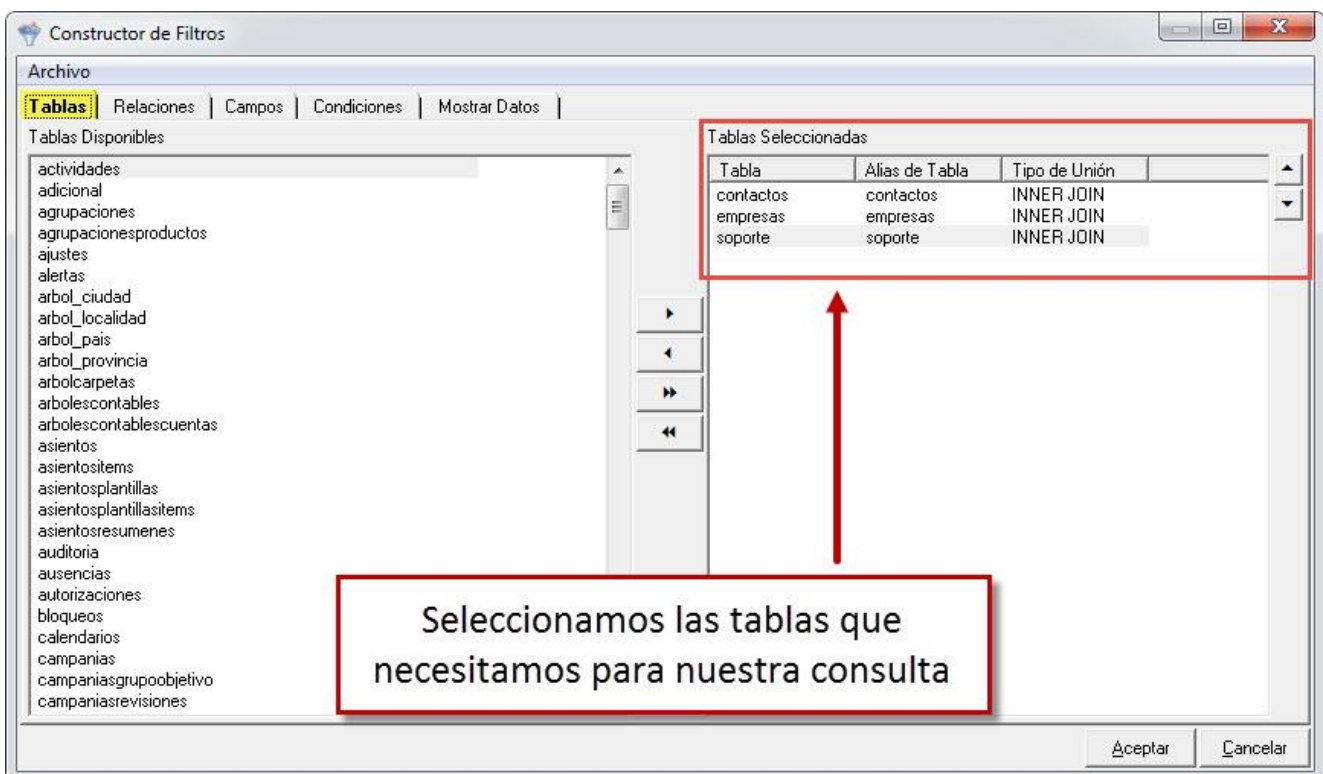 Constructor de Filtros
Archivo
Tablas Relaciones Campos Condiciones Mostrar Datos
Tablas Disponibles
actividades
adicional
agrupaciones
agrupacionesproductos
ajustes
alertas
arbol_ciudad
arbol_localidad
arbol_pais
arbol_provincia
arbolcarpetas
arbolescontables
arbolescontablescuentas
asientos
asientositems
asientosplantillas
asientosplantillasitems
asientosresumenes
auditoria
ausencias
autorizaciones
bloqueos
calendarios
campanias
campaniasgrupoobjetivo
campaniasrevisiones
Tablas Seleccionadas
Tabla Alias de Tabla Tipo de Unión
contactos contactos INNER JOIN
empresas empresas INNER JOIN
soporte soporte INNER JOIN
Seleccionamos las tablas que
necesitamos para nuestra consulta
Aceptar Cancelar